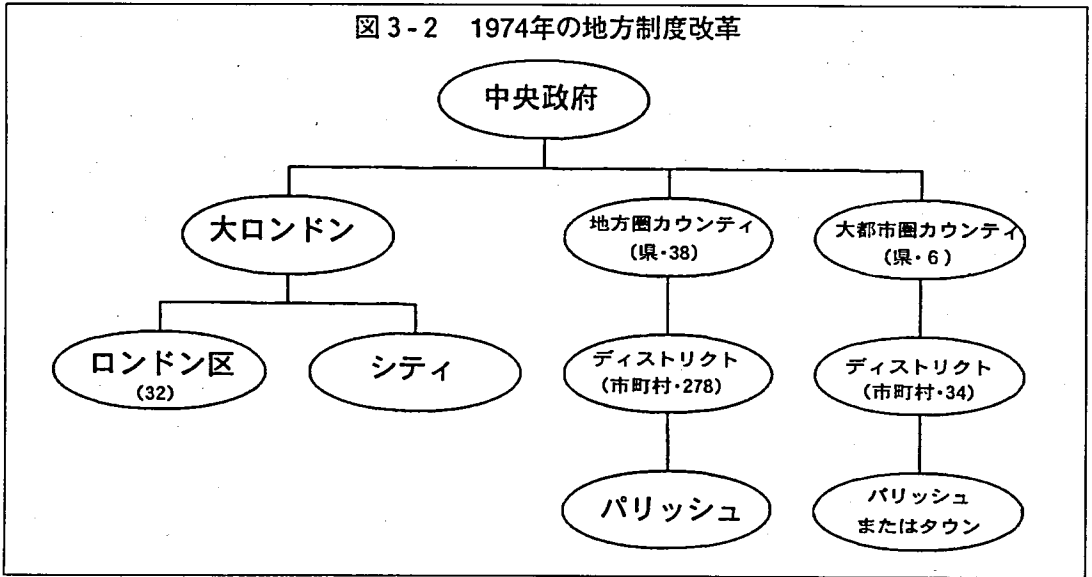 図3-2 1974年の地方制度改革
中央政府
大ロンドン
地方圏カウンティ
(県・38)
大都市圏カウンティ
(県・6)
ロンドン区
(32)
シティ
ディストリクト
(市町村・278)
ディストリクト
(市町村・34)
パリッシュ
パリッシュ
またはタウン